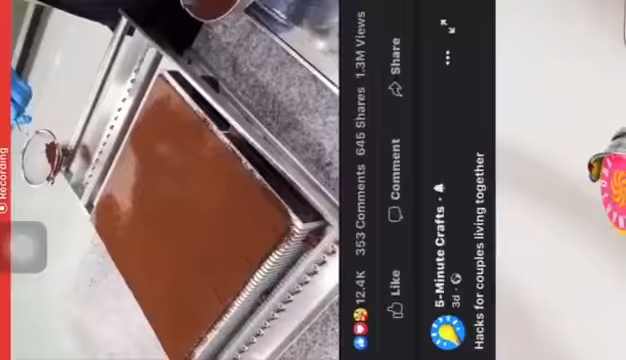 Recording
12.4K 353 Comments 645 Shares 1.3M Views
Like Comment Share
5-Minute Crafts
3d
Hacks for couples living together